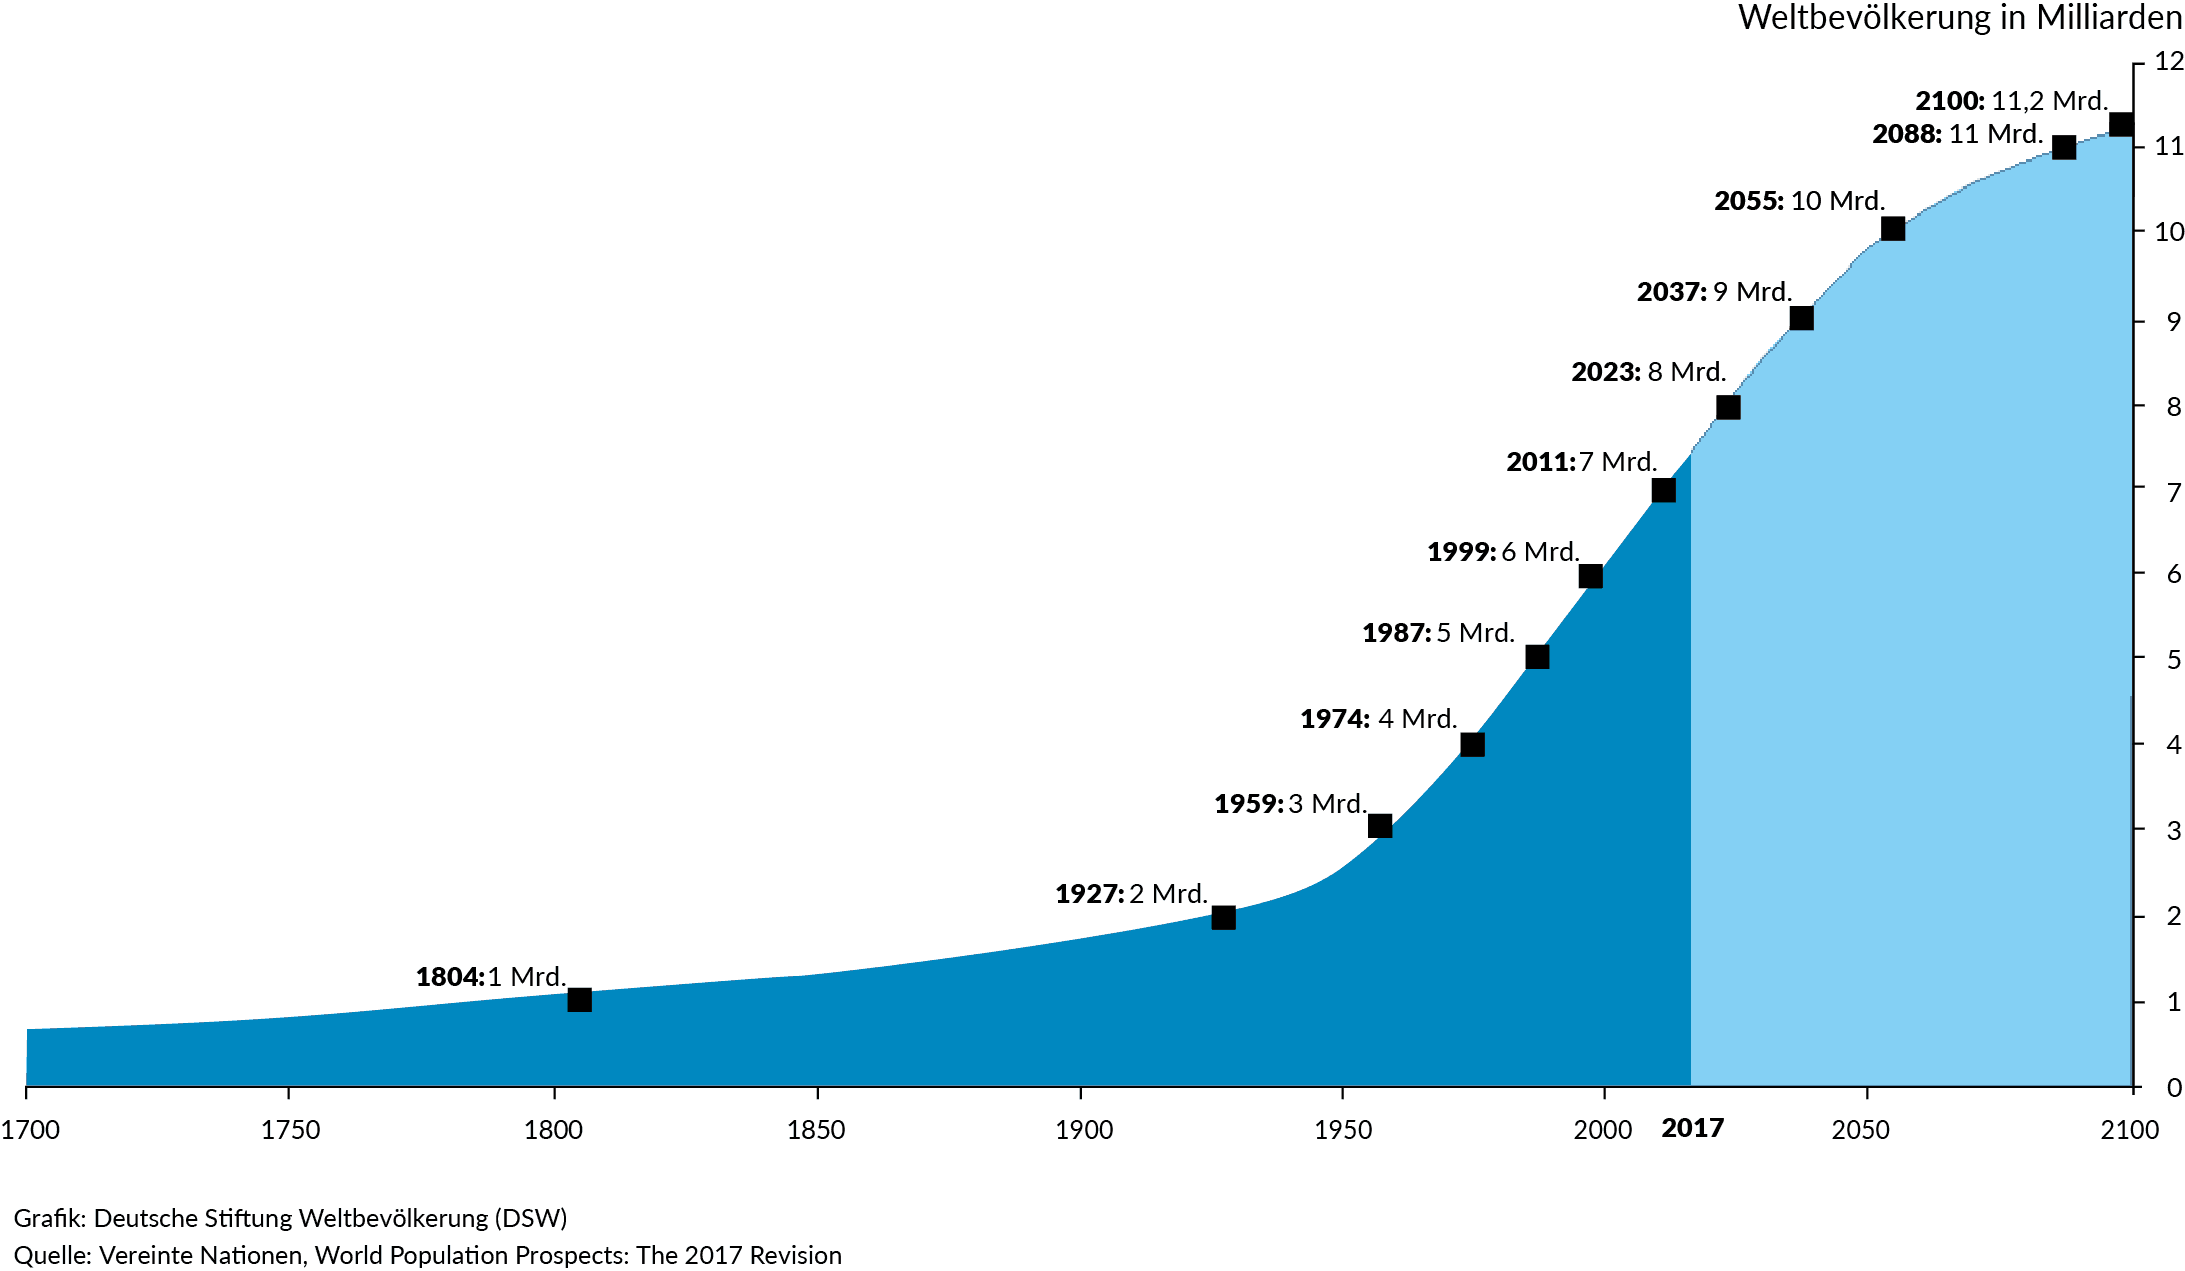 Weltbevölkerung in Milliarden
12
2100: 11,2 Mrd.
2088: 11 Mrd.
11
2055: 10 Mrd.
10
2037: 9 Mrd.
9
2023: 8 Mrd.
8
2011: 7 Mrd.
7
1999: 6 Mrd.
6
1987: 5 Mrd.
5
1974: 4 Mrd.
4
1959: 3 Mrd.
3
1927: 2 Mrd.
2
1804: 1 Mrd.
1
0
1700 1750 1800 1850 1900 1950 2000 2017 2050 2100
Grafik: Deutsche Stiftung Weltbevölkerung (DSW)
Quelle: Vereinte Nationen, World Population Prospects: The 2017 Revision